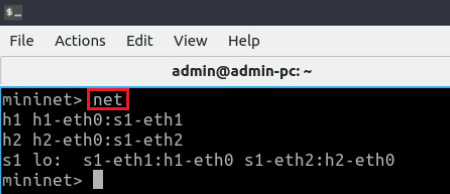 $_
File Actions Edit View Help
admin@admin-pc: ~
mininet> net
h1 h1-eth0:s1-eth1
h2 h2-eth0:s1-eth2
s1 lo:  s1-eth1:h1-eth0 s1-eth2:h2-eth0
mininet>